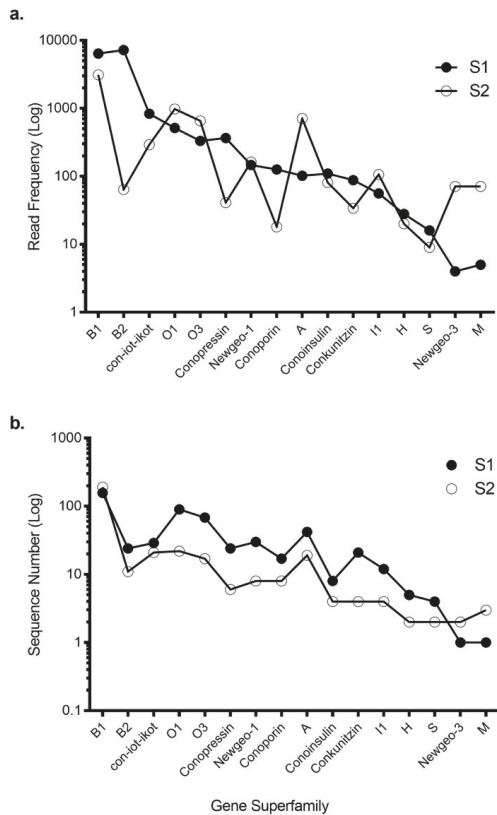 a.
10000
1000
100
10
1
Read Frequency (Log)
S1
S2
B1
B2
con-iot-ikot
O1
O3
Conopressin
Newgeo-1
Conoporin
A
Conoinsulin
Conkunitzin
I1
H
S
Newgeo-3
M
b.
1000
100
10
1
0.1
Sequence Number (Log)
S1
S2
B1
B2
con-iot-ikot
O1
O3
Conopressin
Newgeo-1
Conoporin
A
Conoinsulin
Conkunitzin
I1
H
S
Newgeo-3
M
Gene Superfamily